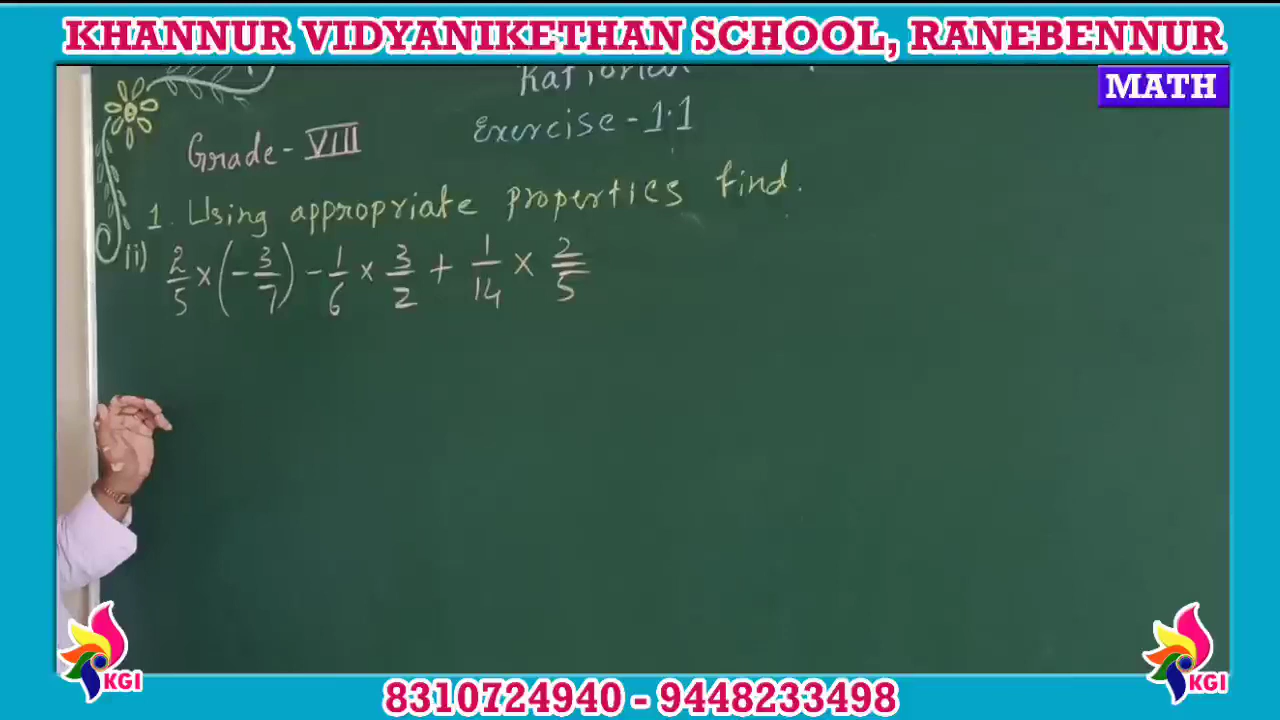 KHANNUR VIDYANIKETHAN SCHOOL, RANEBENNUR
MATH
Exercise - 1.1
Grade - VIII
1. Using appropriate properties find.
(ii) 2/5 × (-3/7) - 1/6 × 3/2 + 1/14 × 2/5
KGI
KGI
8310724940 - 9448233498